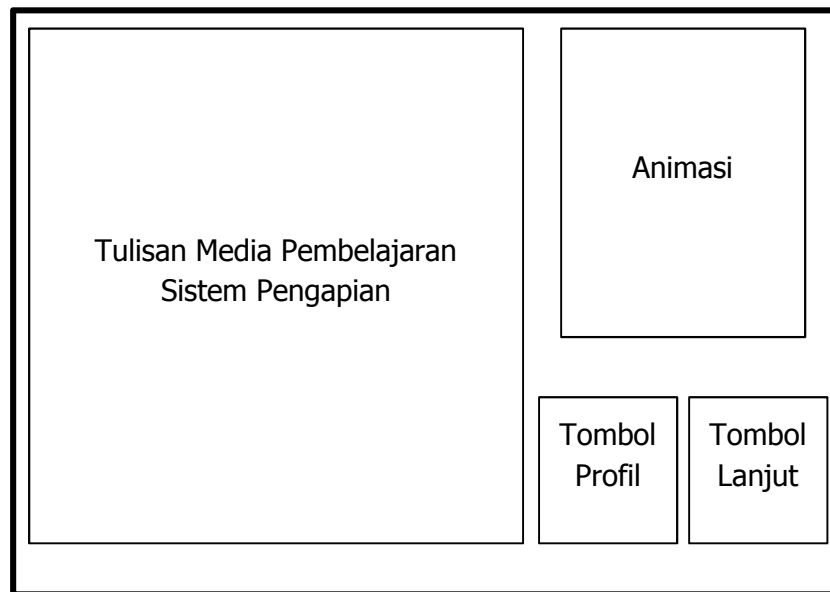 Tulisan Media Pembelajaran
Sistem Pengapian
Animasi
Tombol
Profil
Tombol
Lanjut